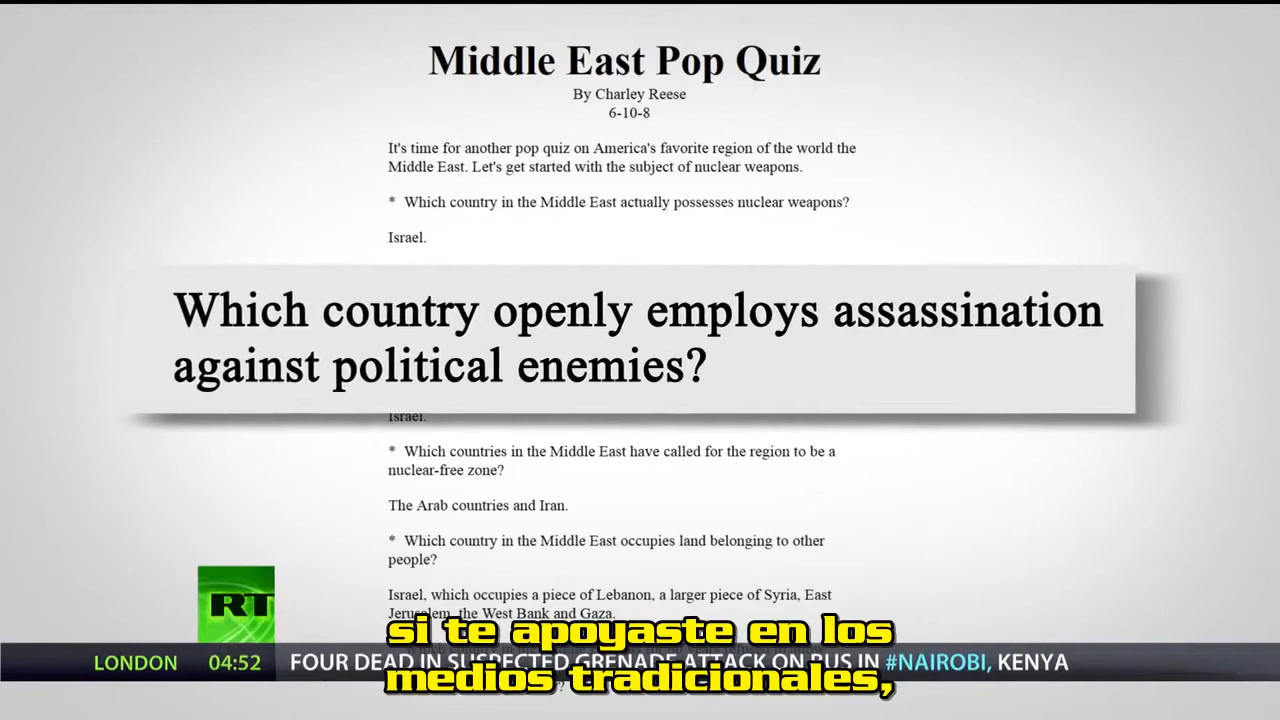 Middle East Pop Quiz
By Charley Reese
6-10-8
It's time for another pop quiz on America's favorite region of the world the
Middle East. Let's get started with the subject of nuclear weapons.
* Which country in the Middle East actually possesses nuclear weapons?
Israel.
Which country openly employs assassination
against political enemies?
Israel.
* Which countries in the Middle East have called for the region to be a
nuclear-free zone?
The Arab countries and Iran.
* Which country in the Middle East occupies land belonging to other
people?
Israel, which occupies a piece of Lebanon, a larger piece of Syria, East
Jerusalem, the West Bank and Gaza.
RT
si te apoyaste en los
LONDON 04:52 FOUR DEAD IN SUSPECTED GRENADE ATTACK ON BUS IN #NAIROBI, KENYA
medios tradicionales,